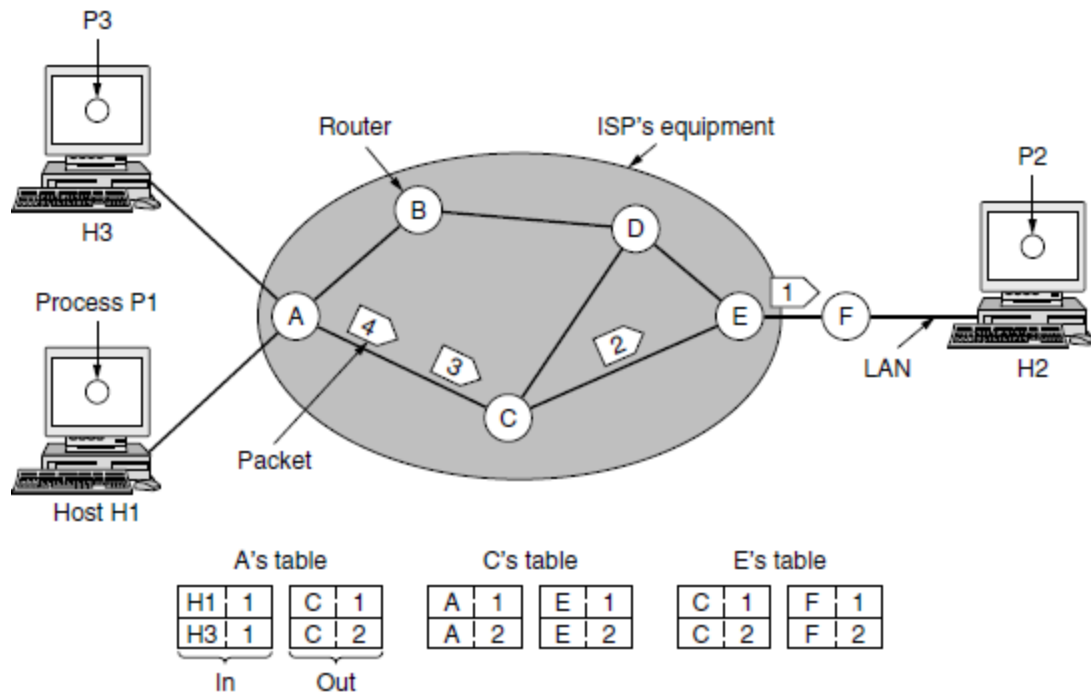 P3
Router
ISP's equipment
P2
B
D
H3
Process P1
A
4
3
2
1
E
F
C
LAN
H2
Packet
Host H1
A's table
C's table
E's table
H1 1 C 1 A 1 E 1 C 1 F 1
H3 1 C 2 A 2 E 2 C 2 F 2
In Out